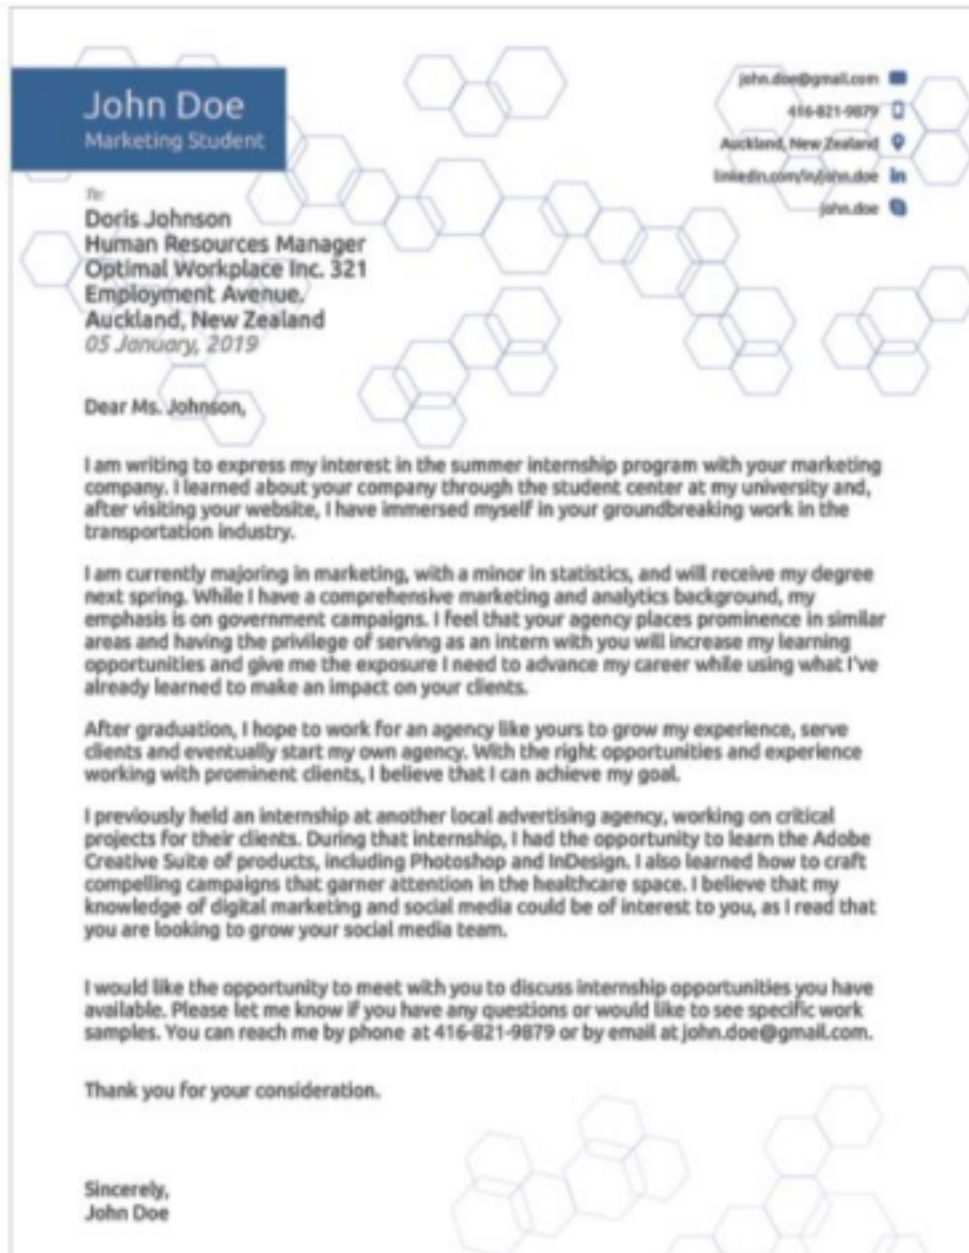 John Doe
Marketing Student
john.doe@gmail.com
416-821-9879
Auckland, New Zealand
linkedin.com/in/john.doe
in
john.doe
To:
Doris Johnson
Human Resources Manager
Optimal Workplace Inc. 321
Employment Avenue.
Auckland, New Zealand
05 January, 2019
Dear Ms. Johnson,
I am writing to express my interest in the summer internship program with your marketing
company. I learned about your company through the student center at my university and,
after visiting your website, I have immersed myself in your groundbreaking work in the
transportation industry.
I am currently majoring in marketing, with a minor in statistics, and will receive my degree
next spring. While I have a comprehensive marketing and analytics background, my
emphasis is on government campaigns. I feel that your agency places prominence in similar
areas and having the privilege of serving as an intern with you will increase my learning
opportunities and give me the exposure I need to advance my career while using what I've
already learned to make an impact on your clients.
After graduation, I hope to work for an agency like yours to grow my experience, serve
clients and eventually start my own agency. With the right opportunities and experience
working with prominent clients, I believe that I can achieve my goal.
I previously held an internship at another local advertising agency, working on critical
projects for their clients. During that internship, I had the opportunity to learn the Adobe
Creative Suite of products, including Photoshop and InDesign. I also learned how to craft
compelling campaigns that garner attention in the healthcare space. I believe that my
knowledge of digital marketing and social media could be of interest to you, as I read that
you are looking to grow your social media team.
I would like the opportunity to meet with you to discuss internship opportunities you have
available. Please let me know if you have any questions or would like to see specific work
samples. You can reach me by phone at 416-821-9879 or by email at john.doe@gmail.com.
Thank you for your consideration.
Sincerely,
John Doe